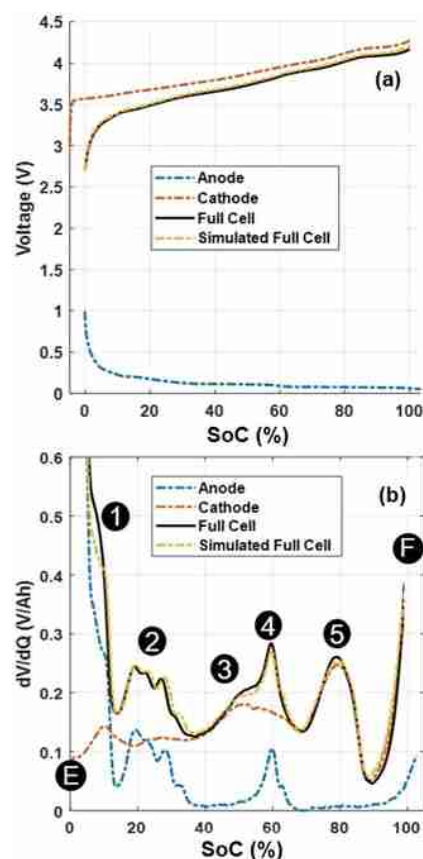 4.5
4
3.5
3
2.5
2
1.5
1
0.5
0
Voltage (V)
(a)
Anode
Cathode
Full Cell
Simulated Full Cell
0 20 40 60 80 100
SoC (%)
0.6
0.5
0.4
0.3
0.2
0.1
0
dV/dQ (V/Ah)
(b)
Anode
Cathode
Full Cell
Simulated Full Cell
1
2
3
4
5
E
F
0 20 40 60 80 100
SoC (%)